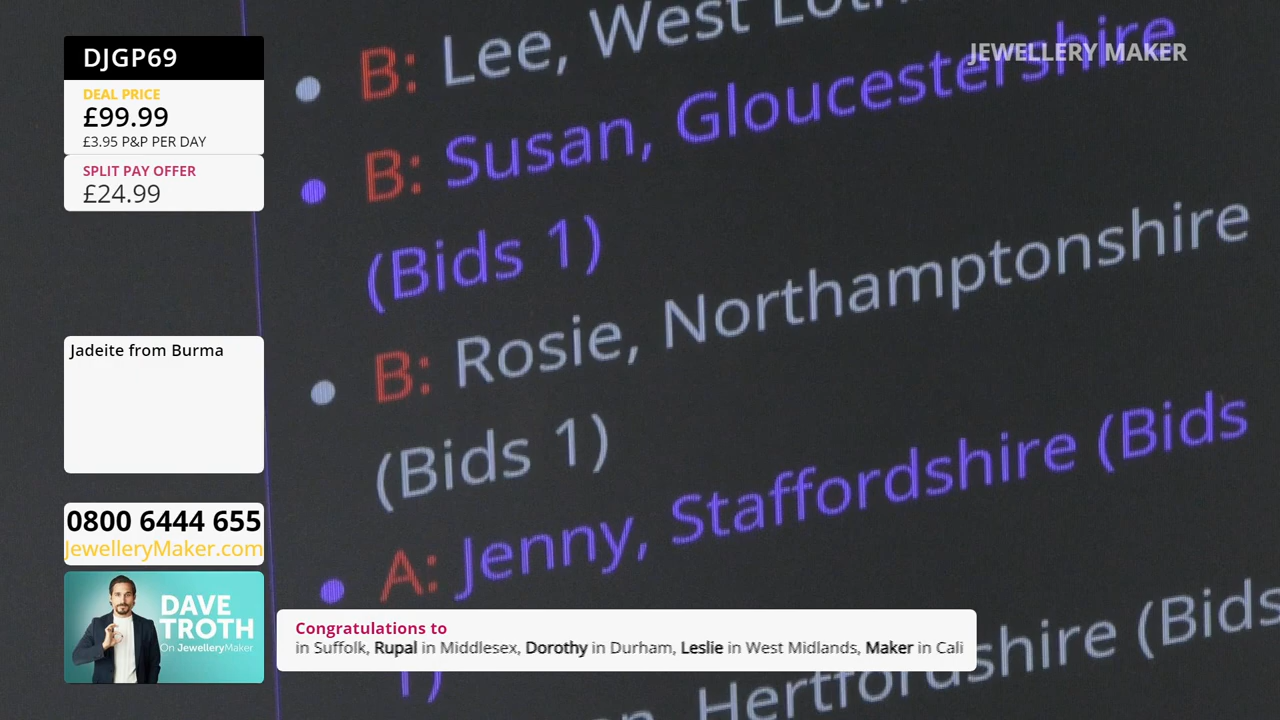 DJGP69
DEAL PRICE
£99.99
£3.95 P&P PER DAY
SPLIT PAY OFFER
£24.99
Jadeite from Burma
0800 6444 655
JewelleryMaker.com
DAVE
TROTH
On JewelleryMaker
JEWELLERY MAKER
B: Lee, West
B: Susan, Gloucestershire
(Bids 1)
B: Rosie, Northamptonshire
(Bids 1)
A: Jenny, Staffordshire (Bids
1)
Hertfordshire (Bids
Congratulations to
in Suffolk, Rupal in Middlesex, Dorothy in Durham, Leslie in West Midlands, Maker in Cali